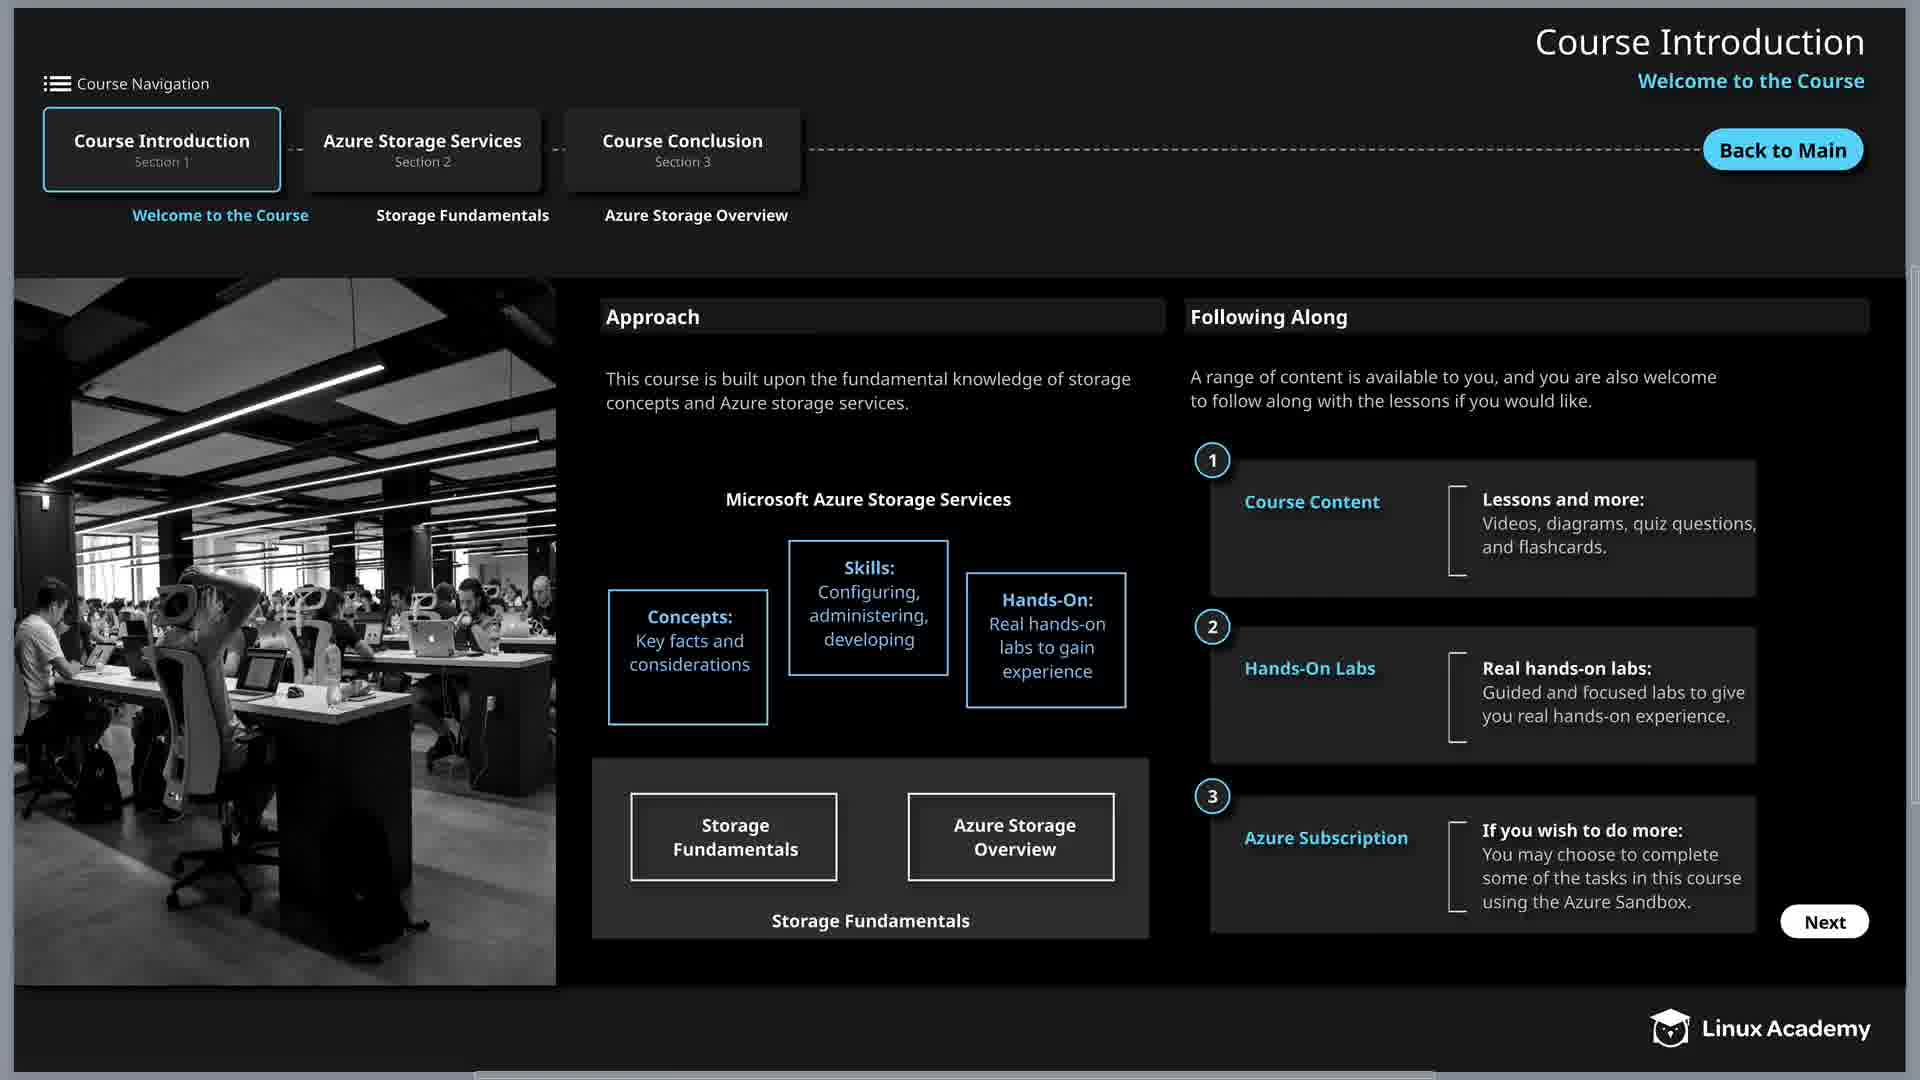 Course Introduction
Welcome to the Course
Course Navigation
Course Introduction
Section 1
Azure Storage Services
Section 2
Course Conclusion
Section 3
Back to Main
Welcome to the Course
Storage Fundamentals
Azure Storage Overview
Approach
This course is built upon the fundamental knowledge of storage
concepts and Azure storage services.
Microsoft Azure Storage Services
Concepts:
Key facts and
considerations
Skills:
Configuring,
administering,
developing
Hands-On:
Real hands-on
labs to gain
experience
Storage
Fundamentals
Azure Storage
Overview
Storage Fundamentals
Following Along
A range of content is available to you, and you are also welcome
to follow along with the lessons if you would like.
1
Course Content
Lessons and more:
Videos, diagrams, quiz questions,
and flashcards.
2
Hands-On Labs
Real hands-on labs:
Guided and focused labs to give
you real hands-on experience.
3
Azure Subscription
If you wish to do more:
You may choose to complete
some of the tasks in this course
using the Azure Sandbox.
Next
Linux Academy